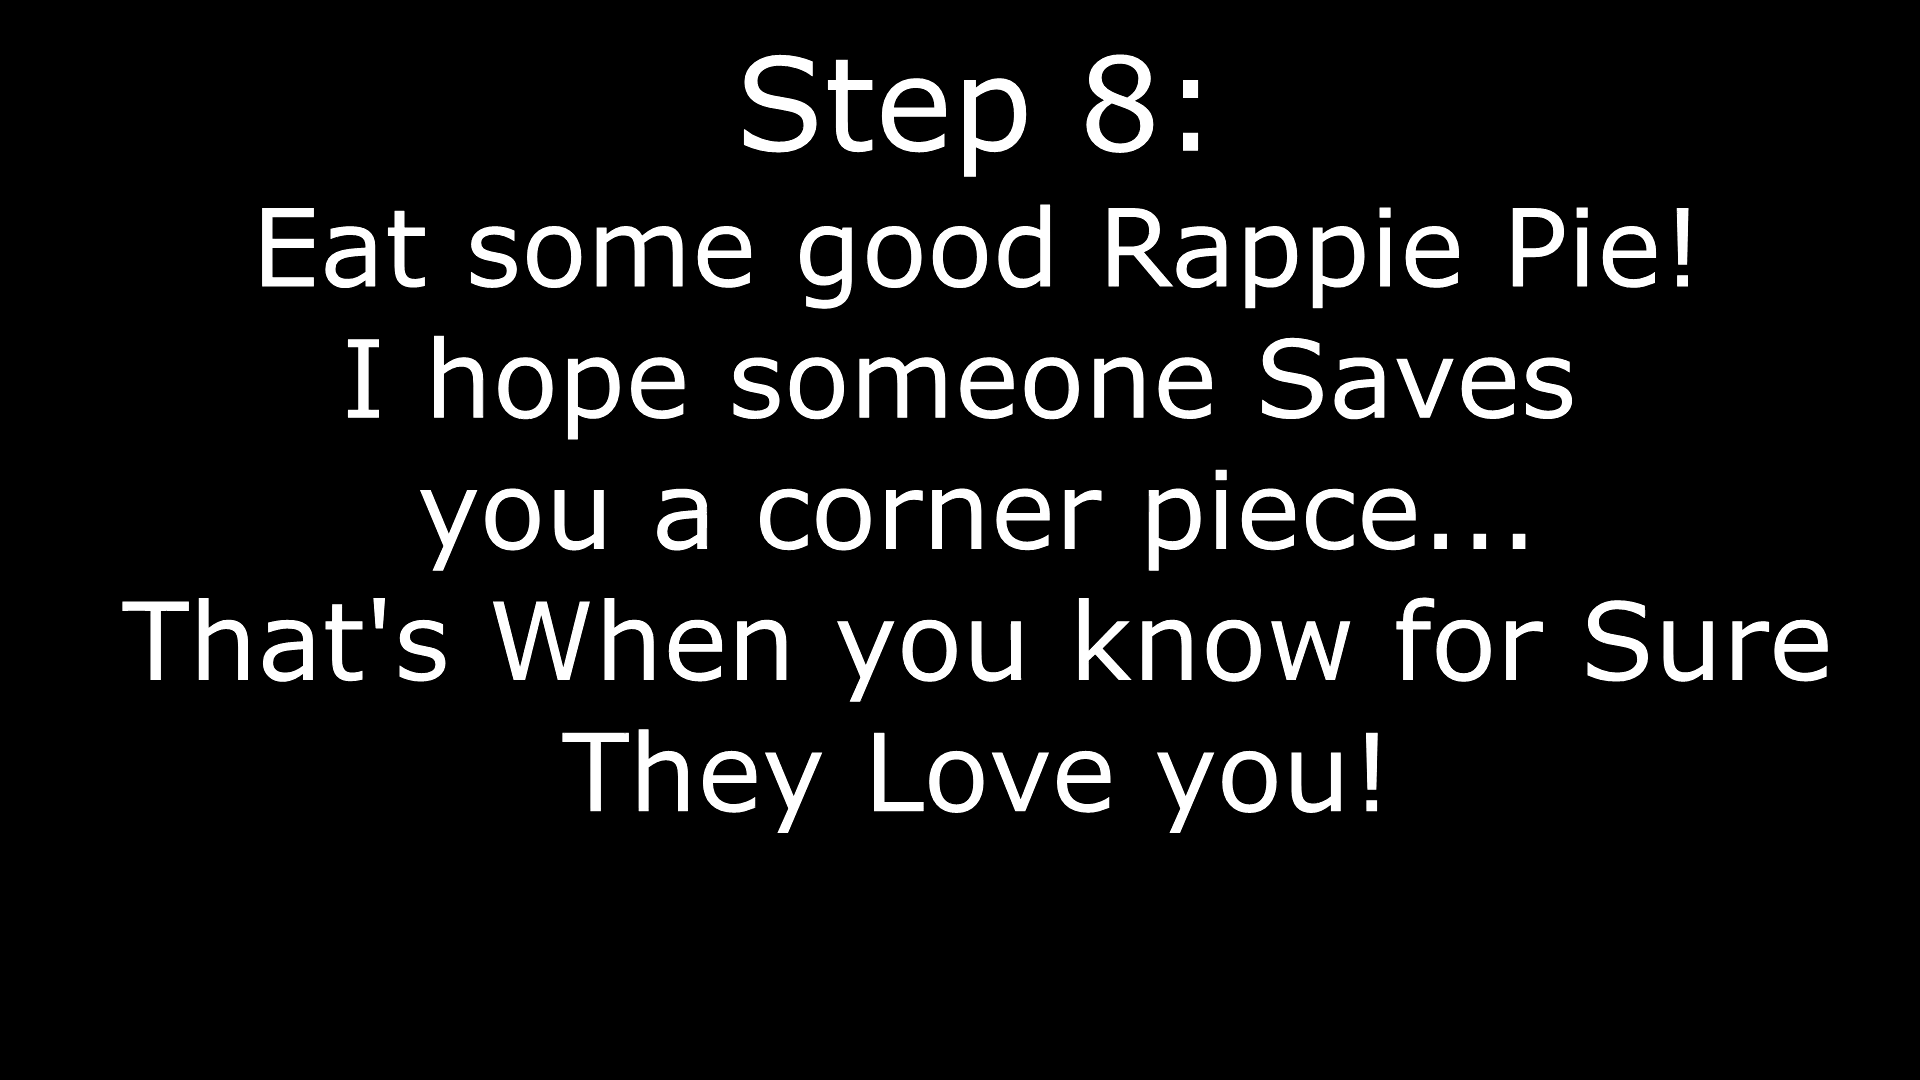 Step 8:
Eat some good Rappie Pie!
I hope someone Saves
you a corner piece...
That's When you know for Sure
They Love you!